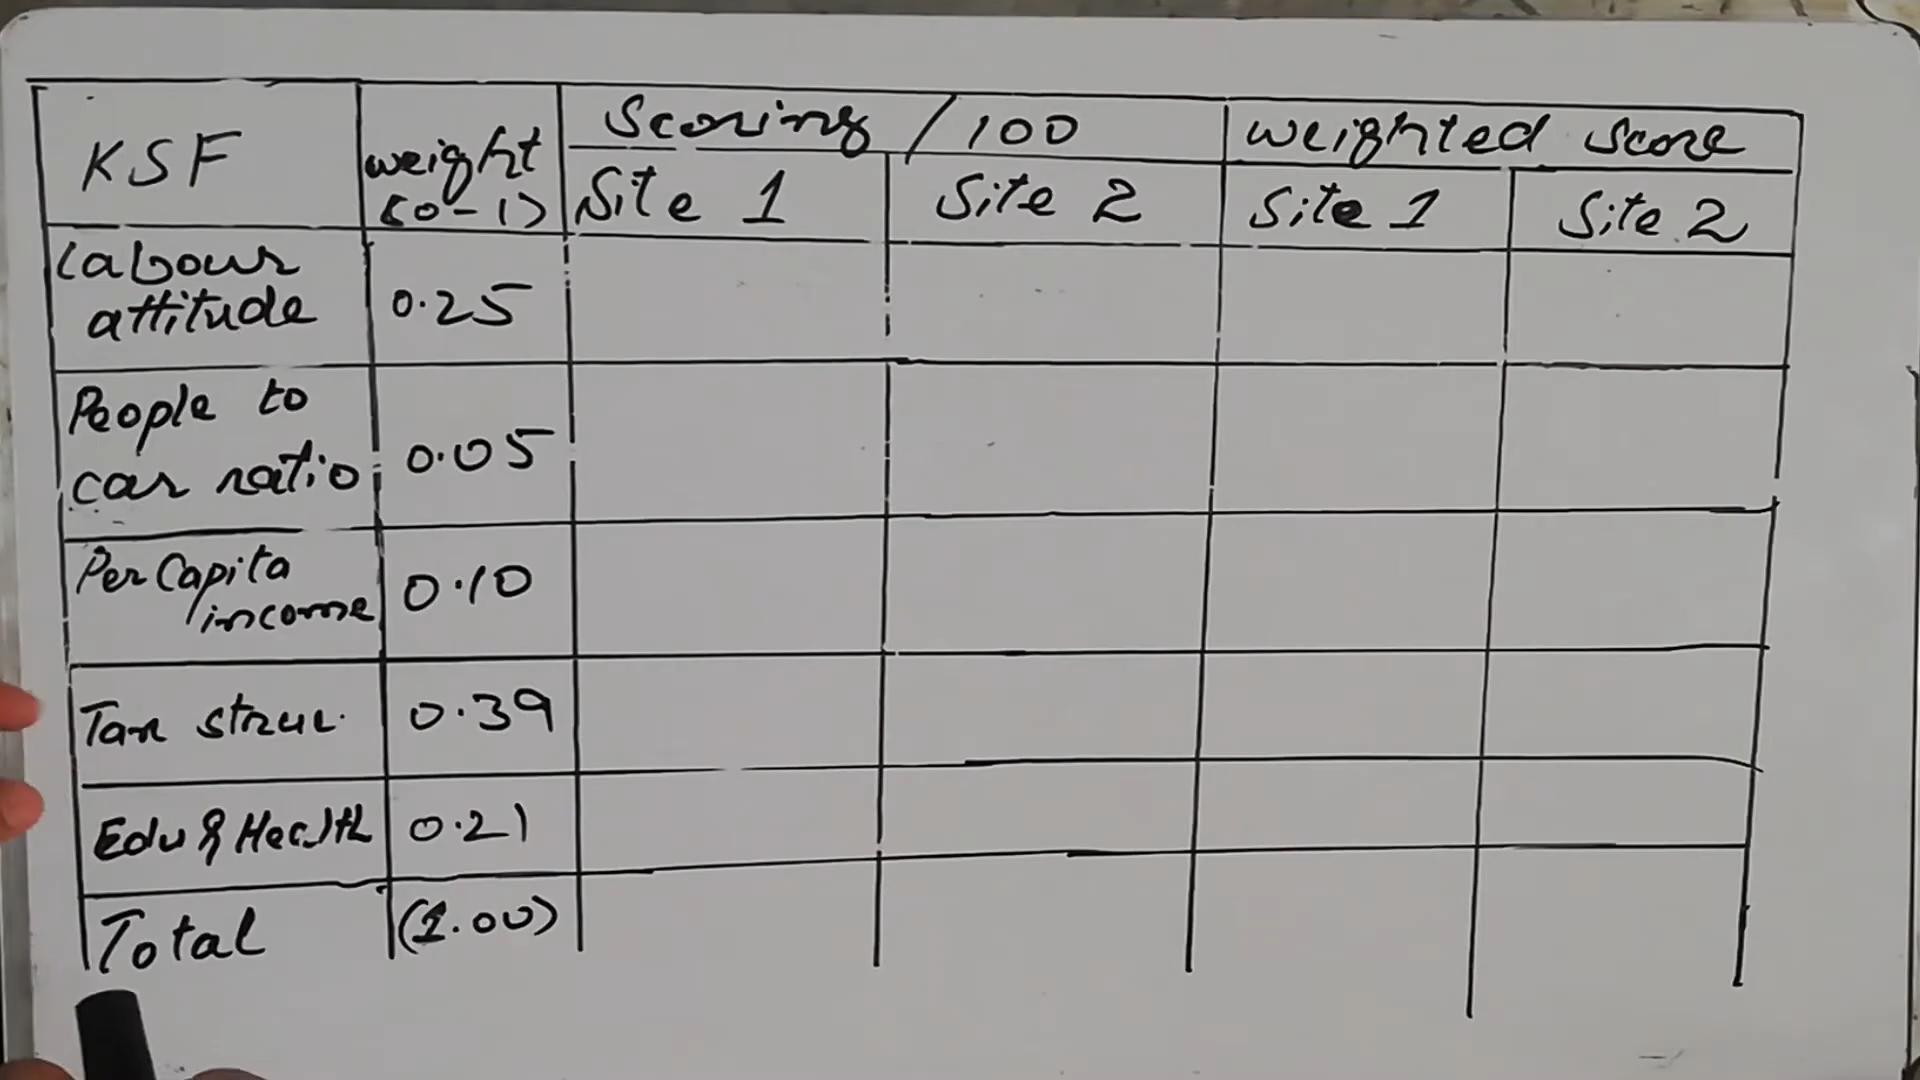 KSF
weight
(0-1)
Scoring / 100
weighted score
Site 1
Site 2
Site 1
Site 2
Labour
attitude
0.25
People to
car ratio
0.05
Per Capita
income
0.10
Tax struc.
0.39
Edu & Health
0.21
Total
(1.00)